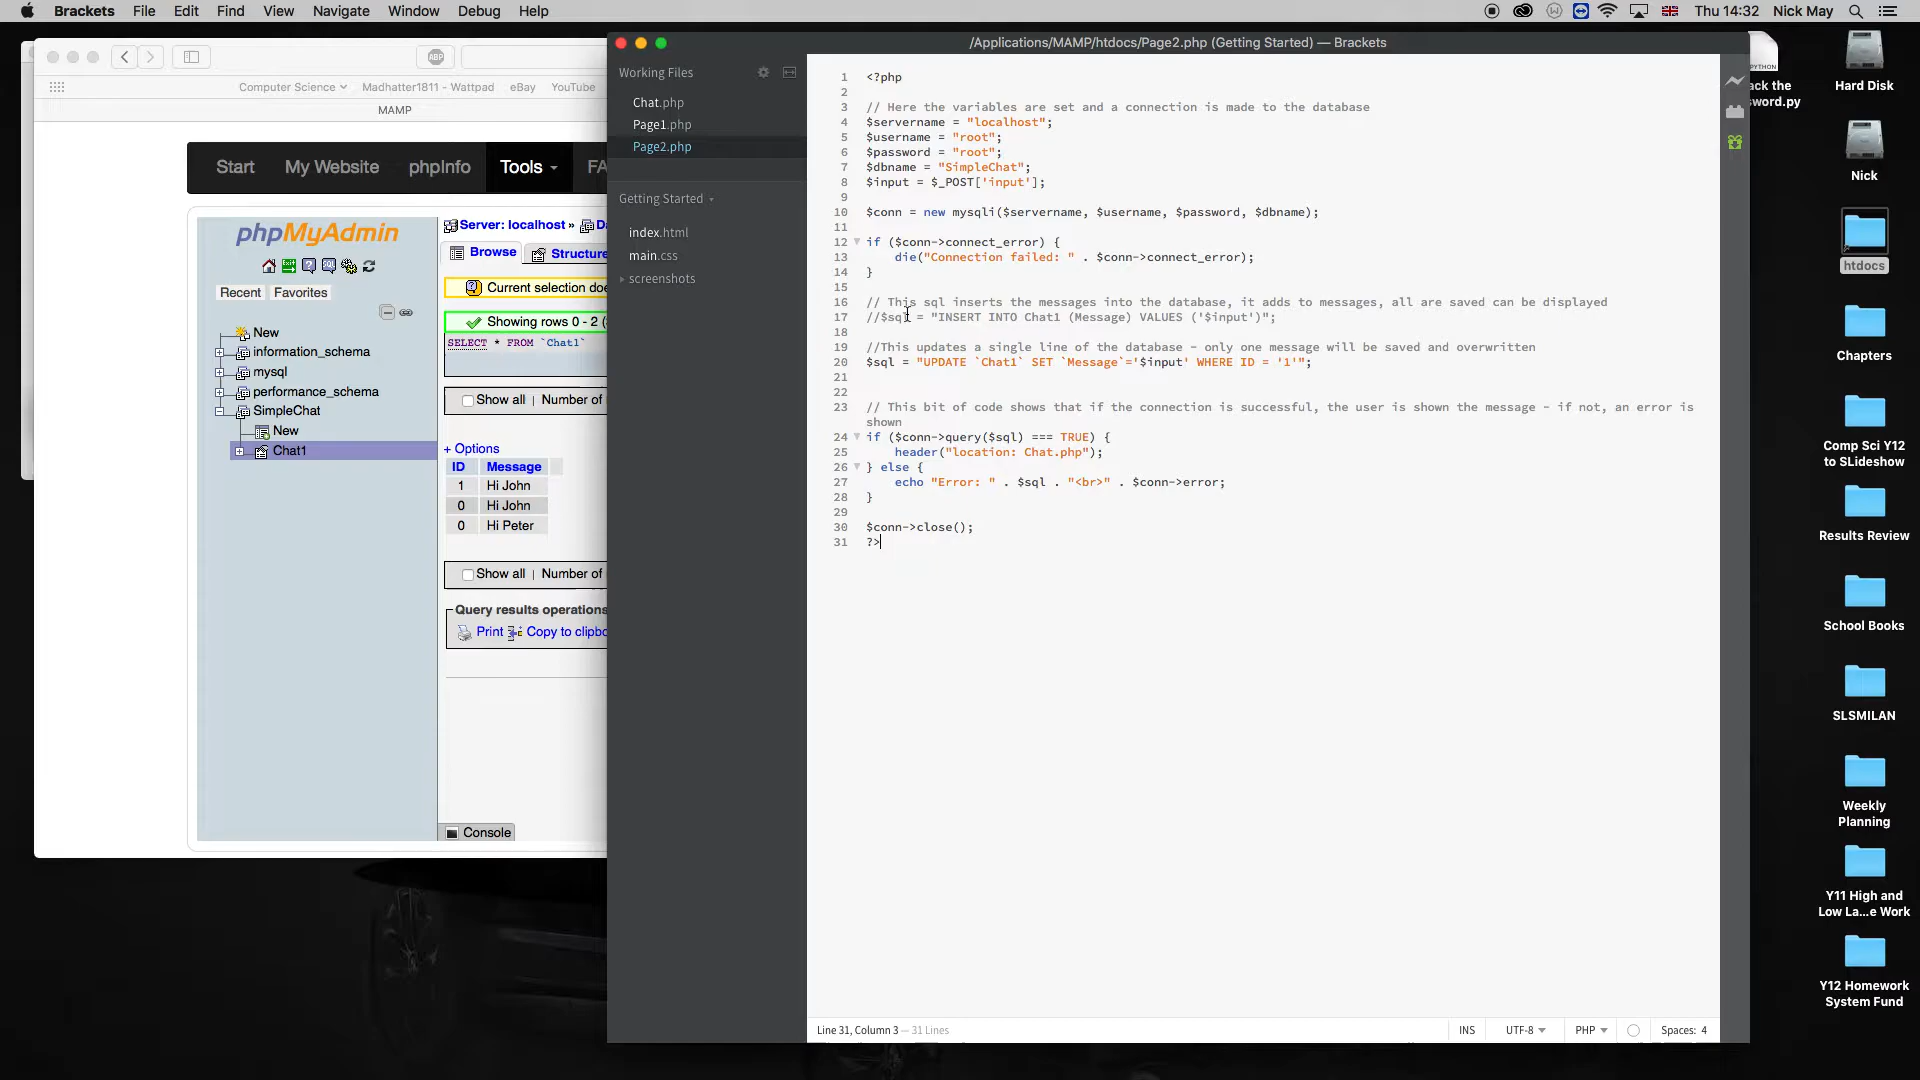 Brackets File Edit Find View Navigate Window Debug Help
Thu 14:32 Nick May
/Applications/MAMP/htdocs/Page2.php (Getting Started) — Brackets
ABP
Computer Science Madhatter1811 - Wattpad eBay YouTube
MAMP
Start My Website phpInfo Tools FA
phpMyAdmin
Recent Favorites
New
information_schema
mysql
performance_schema
SimpleChat
New
Chat1
Server: localhost » Da
Browse Structure
Current selection doe
Showing rows 0 - 2 (
SELECT * FROM `Chat1`
Show all | Number of
+ Options
ID Message
1 Hi John
0 Hi John
0 Hi Peter
Show all | Number of
Query results operations
Print Copy to clipbo
Console
Working Files
Chat.php
Page1.php
Page2.php
Getting Started
index.html
main.css
screenshots
1 <?php
2
3 // Here the variables are set and a connection is made to the database
4 $servername = "localhost";
5 $username = "root";
6 $password = "root";
7 $dbname = "SimpleChat";
8 $input = $_POST['input'];
9
10 $conn = new mysqli($servername, $username, $password, $dbname);
11
12 if ($conn->connect_error) {
13 die("Connection failed: " . $conn->connect_error);
14 }
15
16 // This sql inserts the messages into the database, it adds to messages, all are saved can be displayed
17 //$sql = "INSERT INTO Chat1 (Message) VALUES ('$input')";
18
19 //This updates a single line of the database - only one message will be saved and overwritten
20 $sql = "UPDATE `Chat1` SET `Message`='$input' WHERE ID = '1'";
21
22
23 // This bit of code shows that if the connection is successful, the user is shown the message - if not, an error is
shown
24 if ($conn->query($sql) === TRUE) {
25 header("location: Chat.php");
26 } else {
27 echo "Error: " . $sql . "<br>" . $conn->error;
28 }
29
30 $conn->close();
31 ?>
Line 31, Column 3 — 31 Lines
INS UTF-8 PHP Spaces: 4
PYTHON
ack the
sword.py
Hard Disk
Nick
htdocs
Chapters
Comp Sci Y12
to SLideshow
Results Review
School Books
SLSMILAN
Weekly
Planning
Y11 High and
Low La...e Work
Y12 Homework
System Fund